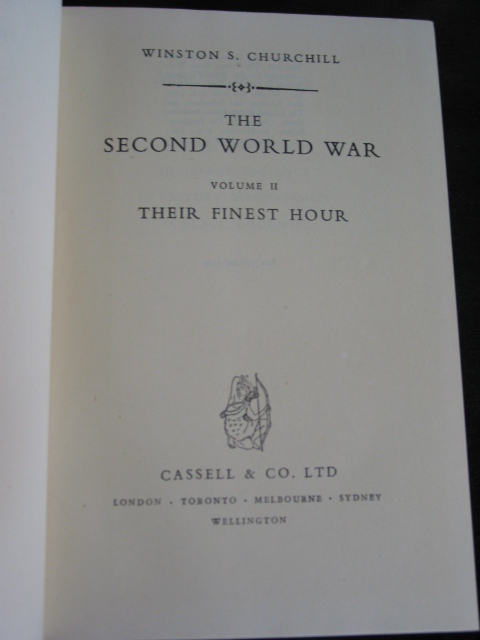 WINSTON S. CHURCHILL
THE
SECOND WORLD WAR
VOLUME II
THEIR FINEST HOUR
CASSELL & CO. LTD
LONDON · TORONTO · MELBOURNE · SYDNEY
WELLINGTON